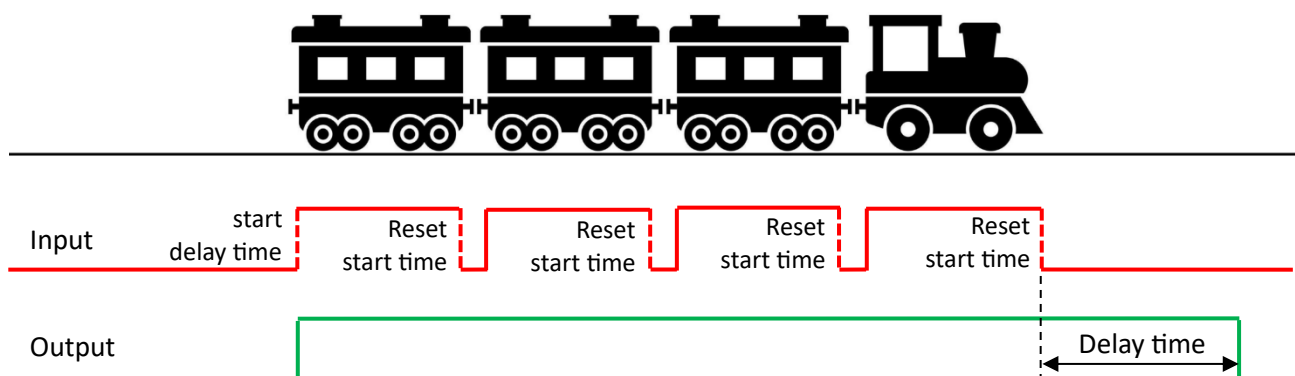 start
delay time
Input
Reset
start time
Reset
start time
Reset
start time
Reset
start time
Output
Delay time